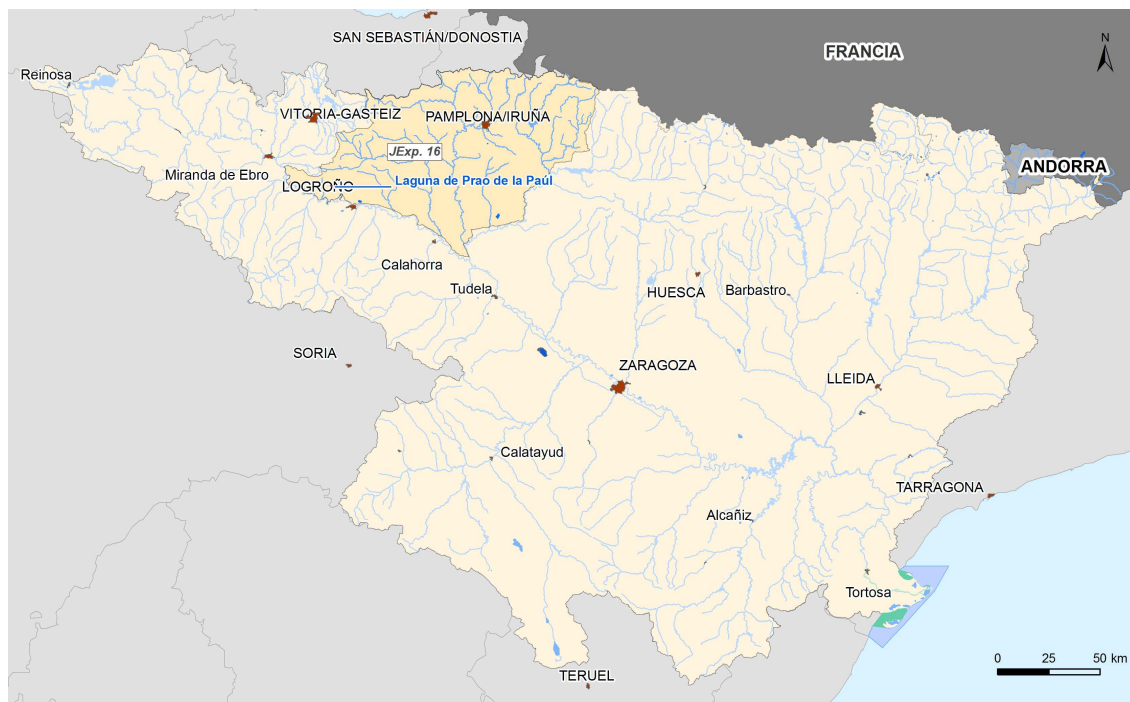 SAN SEBASTIÁN/DONOSTIA
FRANCIA
N
Reinosa
VITORIA-GASTEIZ
PAMPLONA/IRUÑA
JExp. 16
ANDORRA
Miranda de Ebro
LOGROÑO
Laguna de Prao de la Paúl
Calahorra
Tudela
HUESCA
Barbastro
SORIA
ZARAGOZA
LLEIDA
Calatayud
TARRAGONA
Alcañiz
Tortosa
TERUEL
0 25 50 km